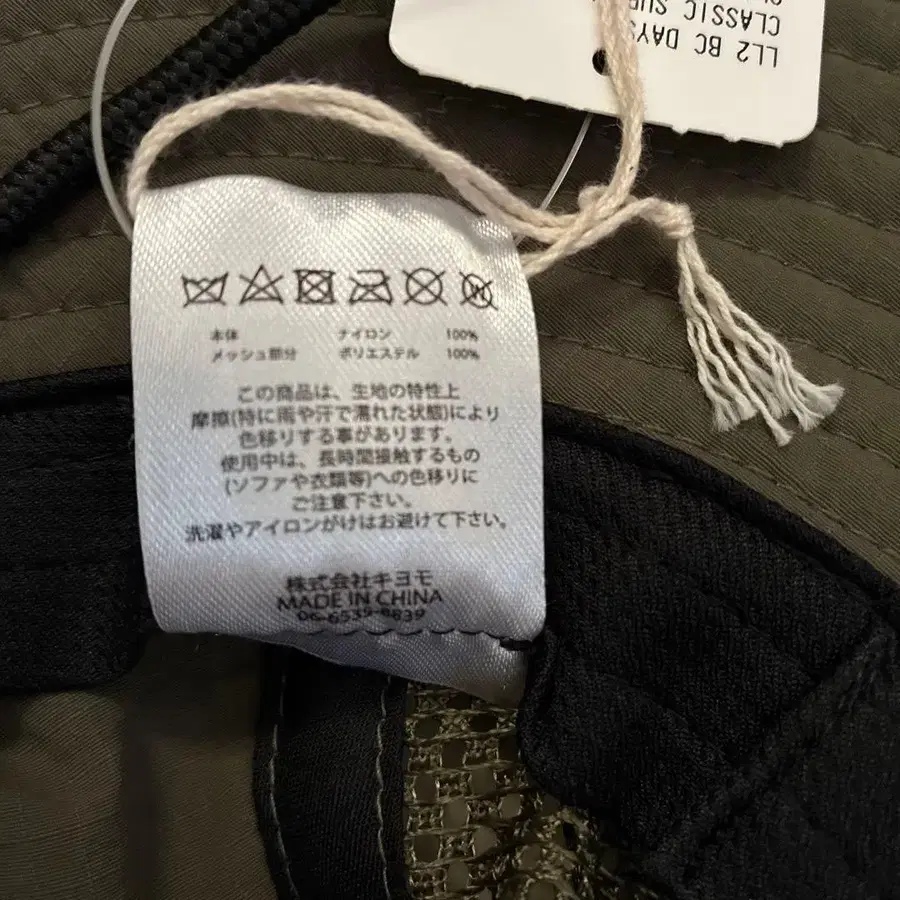 LL2 BC DAYS
CLASSIC SUR
本体 ナイロン 100%
メッシュ部分 ポリエステル 100%
この商品は、生地の特性上
摩擦(特に雨や汗で濡れた状態)により
色移りする事があります。
使用中は、長時間接触するもの
(ソファや衣類等)への色移りに
ご注意下さい。
洗濯やアイロンがけはお避けて下さい。
株式会社キヨモ
MADE IN CHINA
06-6539-8839